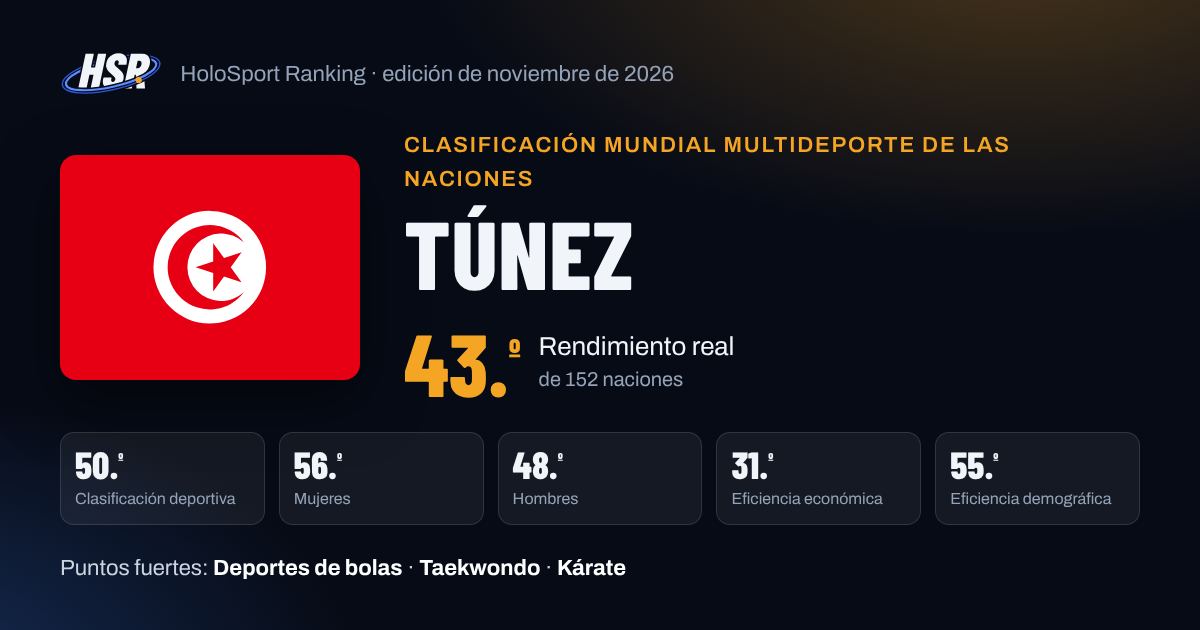 HSR
HoloSport Ranking · edición de noviembre de 2026
CLASIFICACIÓN MUNDIAL MULTIDEPORTE DE LAS
NACIONES
TÚNEZ
43.º
Rendimiento real
de 152 naciones
50.º
Clasificación deportiva
56.º
Mujeres
48.º
Hombres
31.º
Eficiencia económica
55.º
Eficiencia demográfica
Puntos fuertes: Deportes de bolas · Taekwondo · Kárate